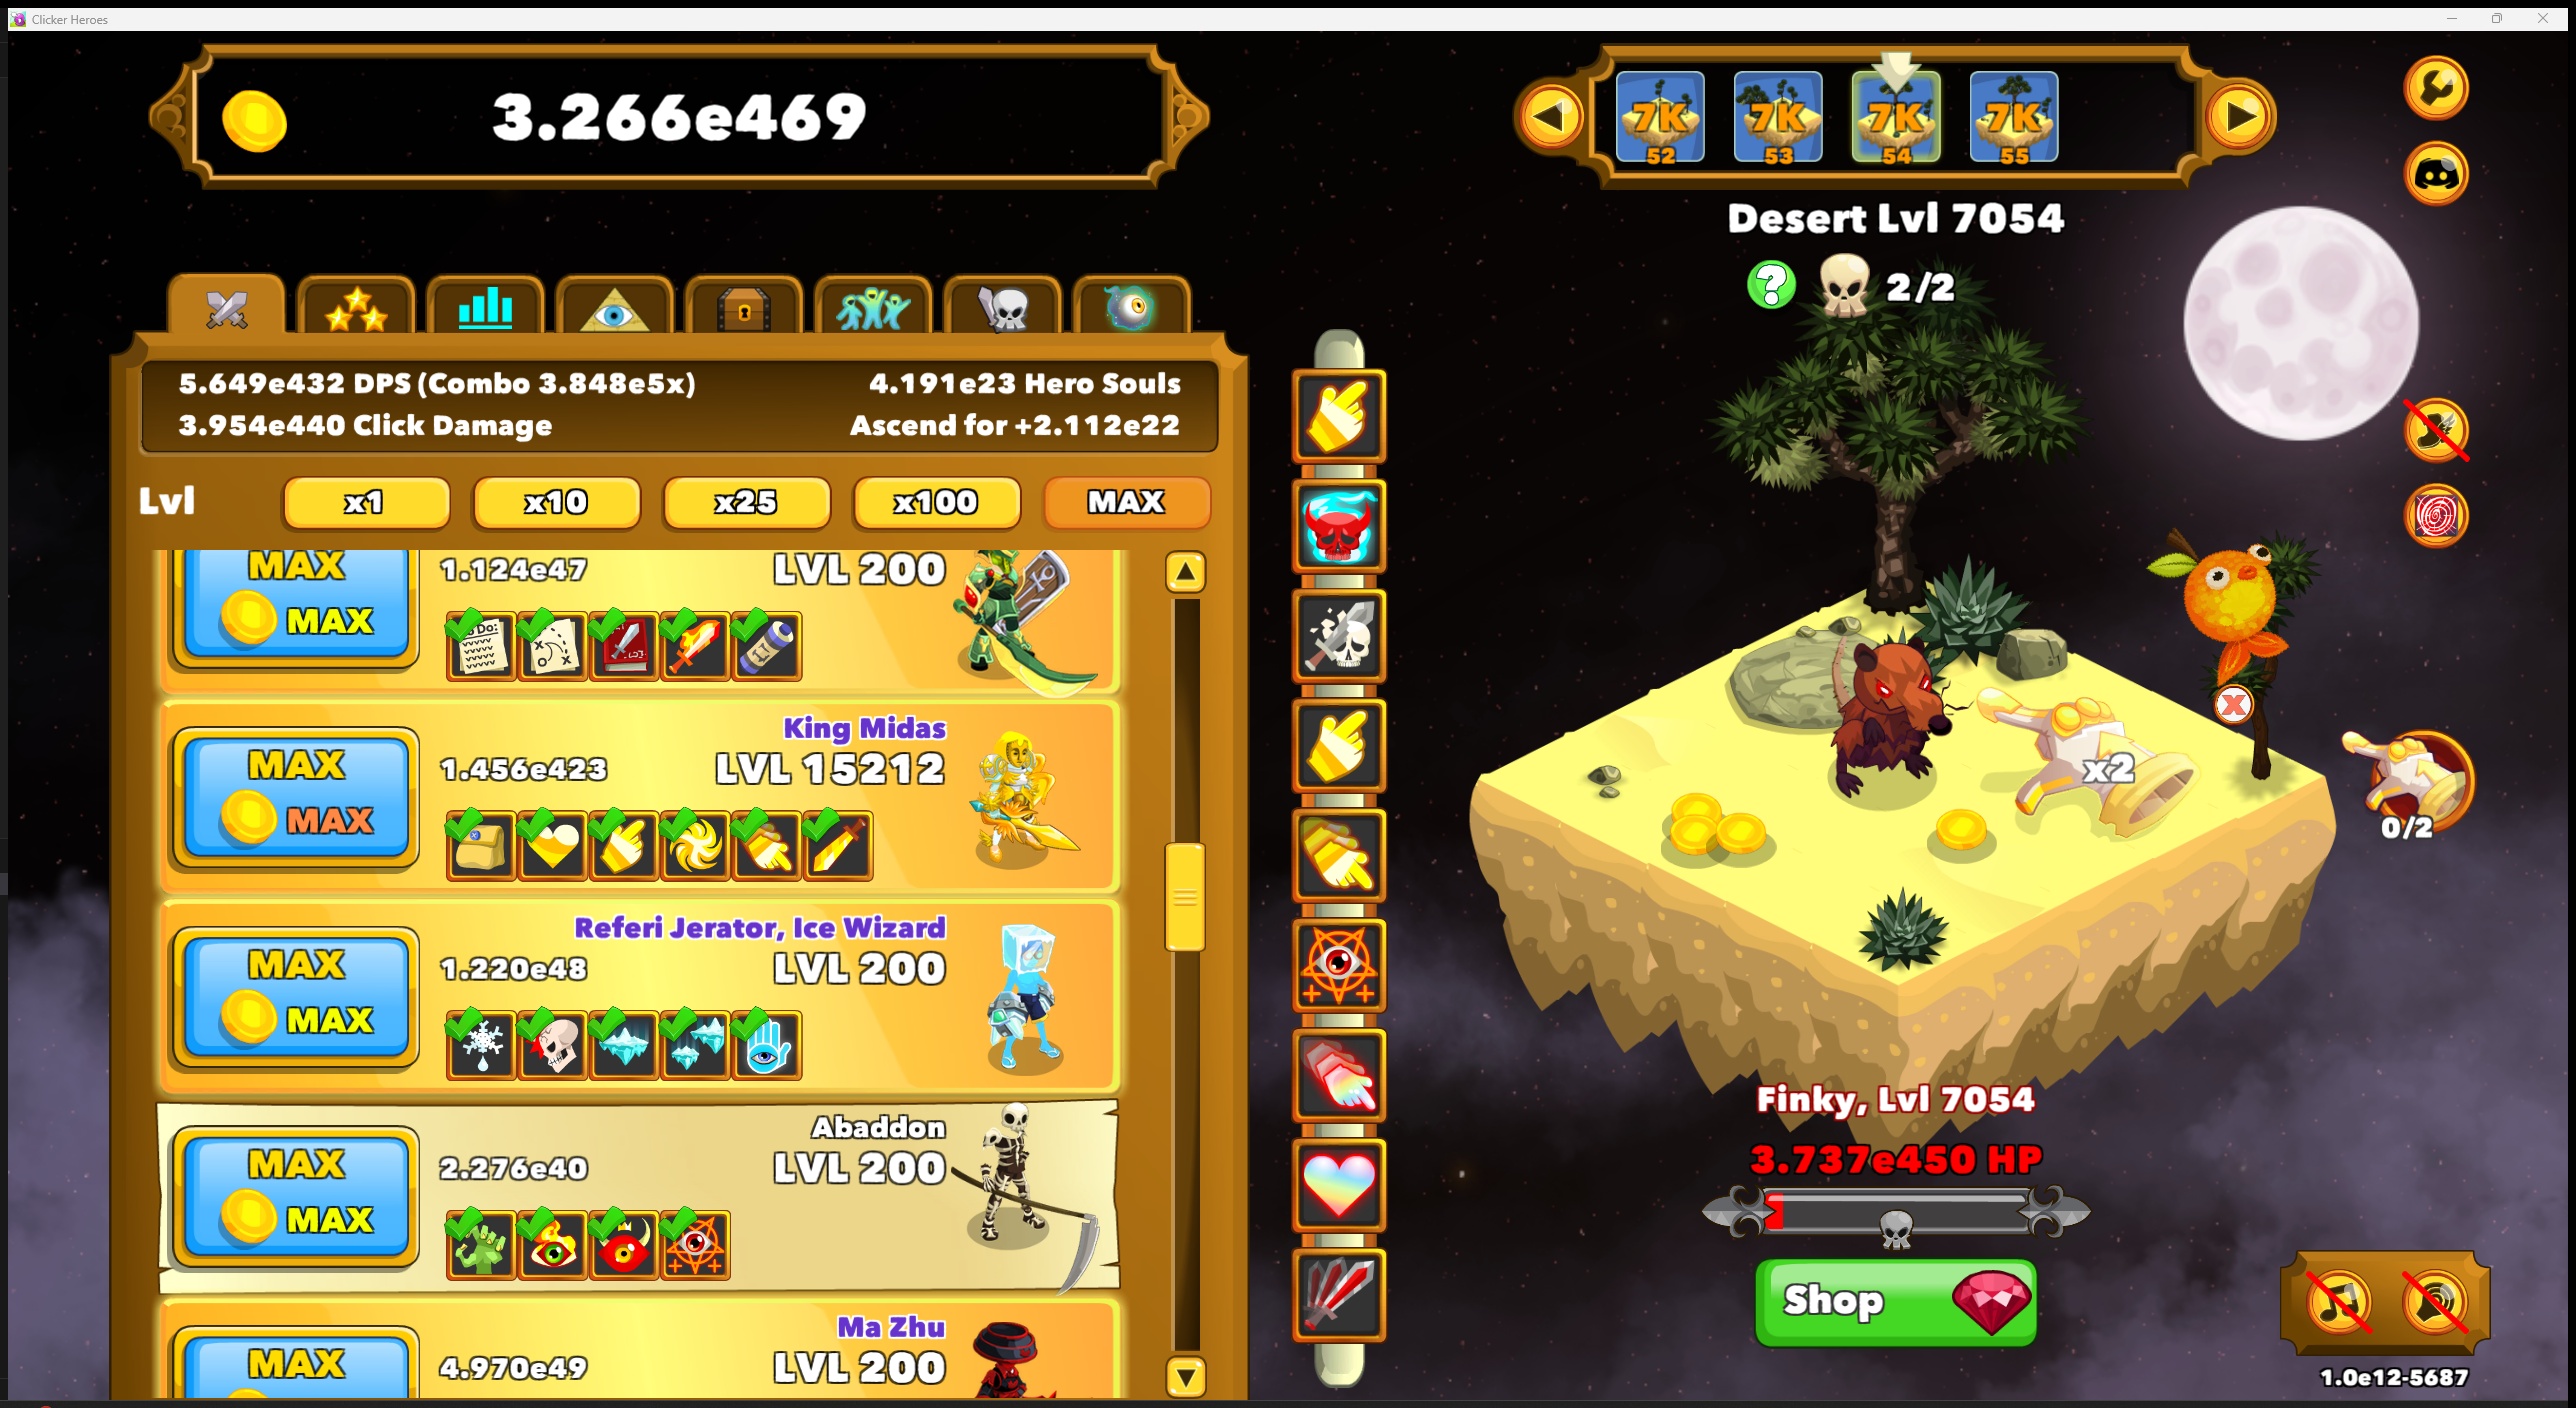 Clicker Heroes
3.266e469
7K
52
7K
53
7K
54
7K
55
Desert Lvl 7054
2/2
5.649e432 DPS (Combo 3.848e5x)
4.191e23 Hero Souls
3.954e440 Click Damage
Ascend for +2.112e22
Lvl
x1
x10
x25
x100
MAX
MAX
MAX
1.124e47
LVL 200
To Do:
MAX
MAX
King Midas
1.456e423
LVL 15212
MAX
MAX
Referi Jerator, Ice Wizard
1.220e48
LVL 200
MAX
MAX
Abaddon
2.276e40
LVL 200
MAX
Ma Zhu
4.970e49
LVL 200
x2
0/2
Finky, Lvl 7054
3.737e450 HP
Shop
1.0e12-5687